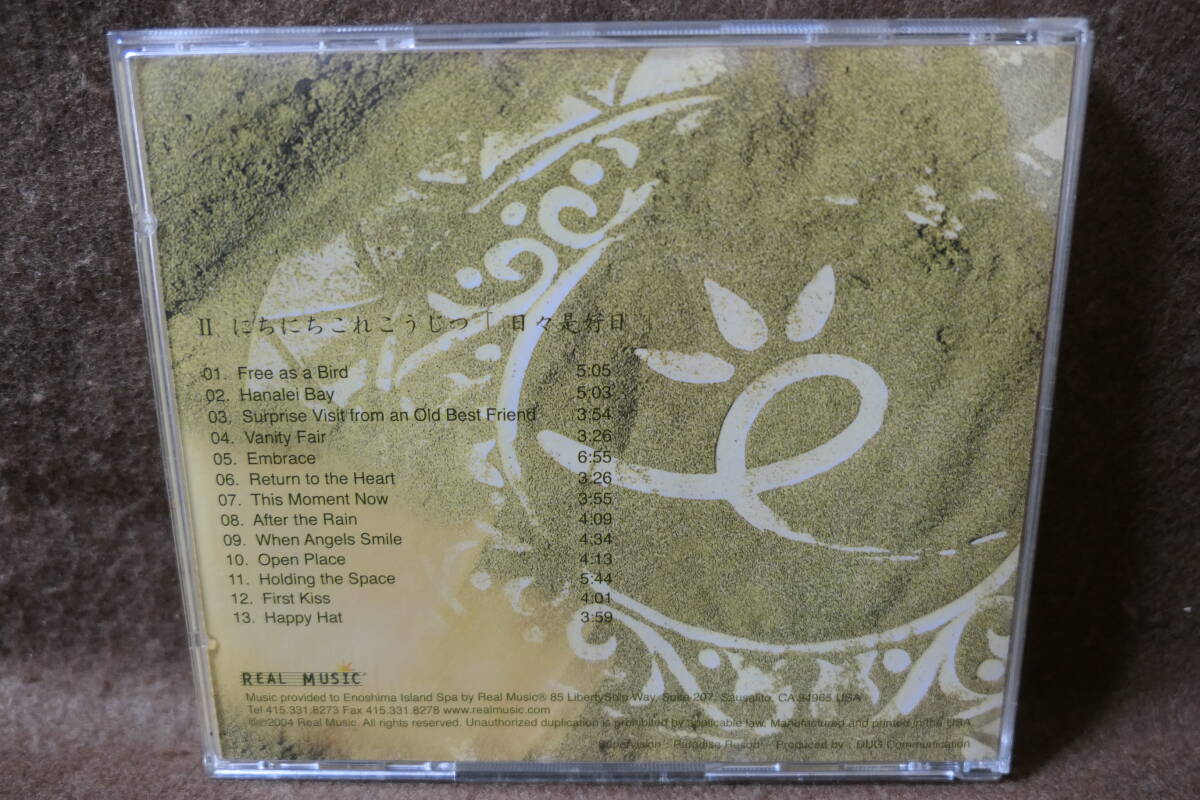 II にちにちこれこうじつ | 日々是好日
01. Free as a Bird 5:05
02. Hanalei Bay 5:03
03. Surprise Visit from an Old Best Friend 3:54
04. Vanity Fair 3:26
05. Embrace 6:55
06. Return to the Heart 3:26
07. This Moment Now 3:55
08. After the Rain 4:09
09. When Angels Smile 4:34
10. Open Place 4:13
11. Holding the Space 5:44
12. First Kiss 4:01
13. Happy Hat 3:59
REAL MUSIC®
Music provided to Enoshima Island Spa by Real Music® 85 LibertyShip Way, Suite 207, Sausalito, CA 94965 USA
Tel 415.331.8273 Fax 415.331.8278 www.realmusic.com
℗©2004 Real Music. All rights reserved. Unauthorized duplication is prohibited by applicable law. Manufactured and printed in the USA
Supervision : Paradise Resort Produced by : DUG Communication